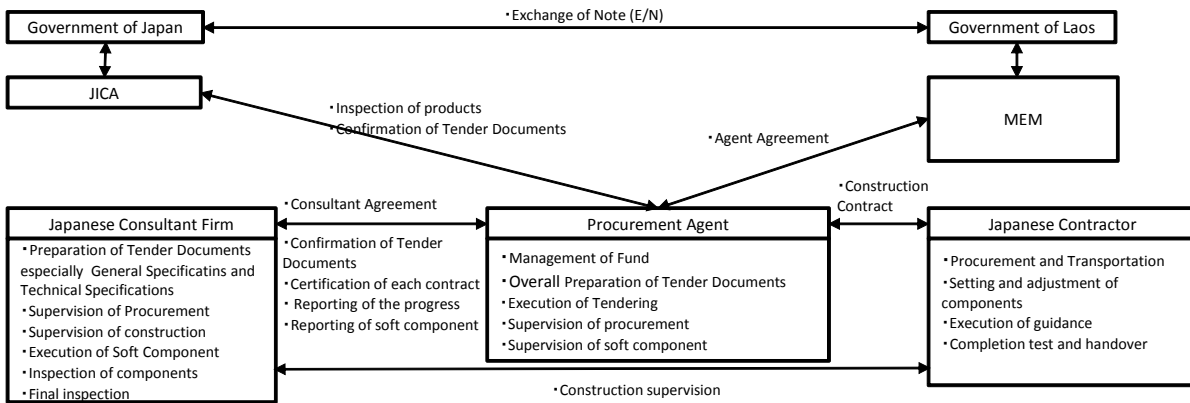 ・Exchange of Note (E/N)
Government of Japan
Government of Laos
JICA
MEM
・Inspection of products
・Confirmation of Tender Documents
・Agent Agreement
・Construction
Contract
・Consultant Agreement
Japanese Consultant Firm
・Preparation of Tender Documents
especially General Specificatins and
Technical Specifications
・Supervision of Procurement
・Supervision of construction
・Execution of Soft Component
・Inspection of components
・Final inspection
・Confirmation of Tender
Documents
・Certification of each contract
・Reporting of the progress
・Reporting of soft component
Procurement Agent
・Management of Fund
・Overall Preparation of Tender Documents
・Execution of Tendering
・Supervision of procurement
・Supervision of soft component
Japanese Contractor
・Procurement and Transportation
・Setting and adjustment of
components
・Execution of guidance
・Completion test and handover
・Construction supervision